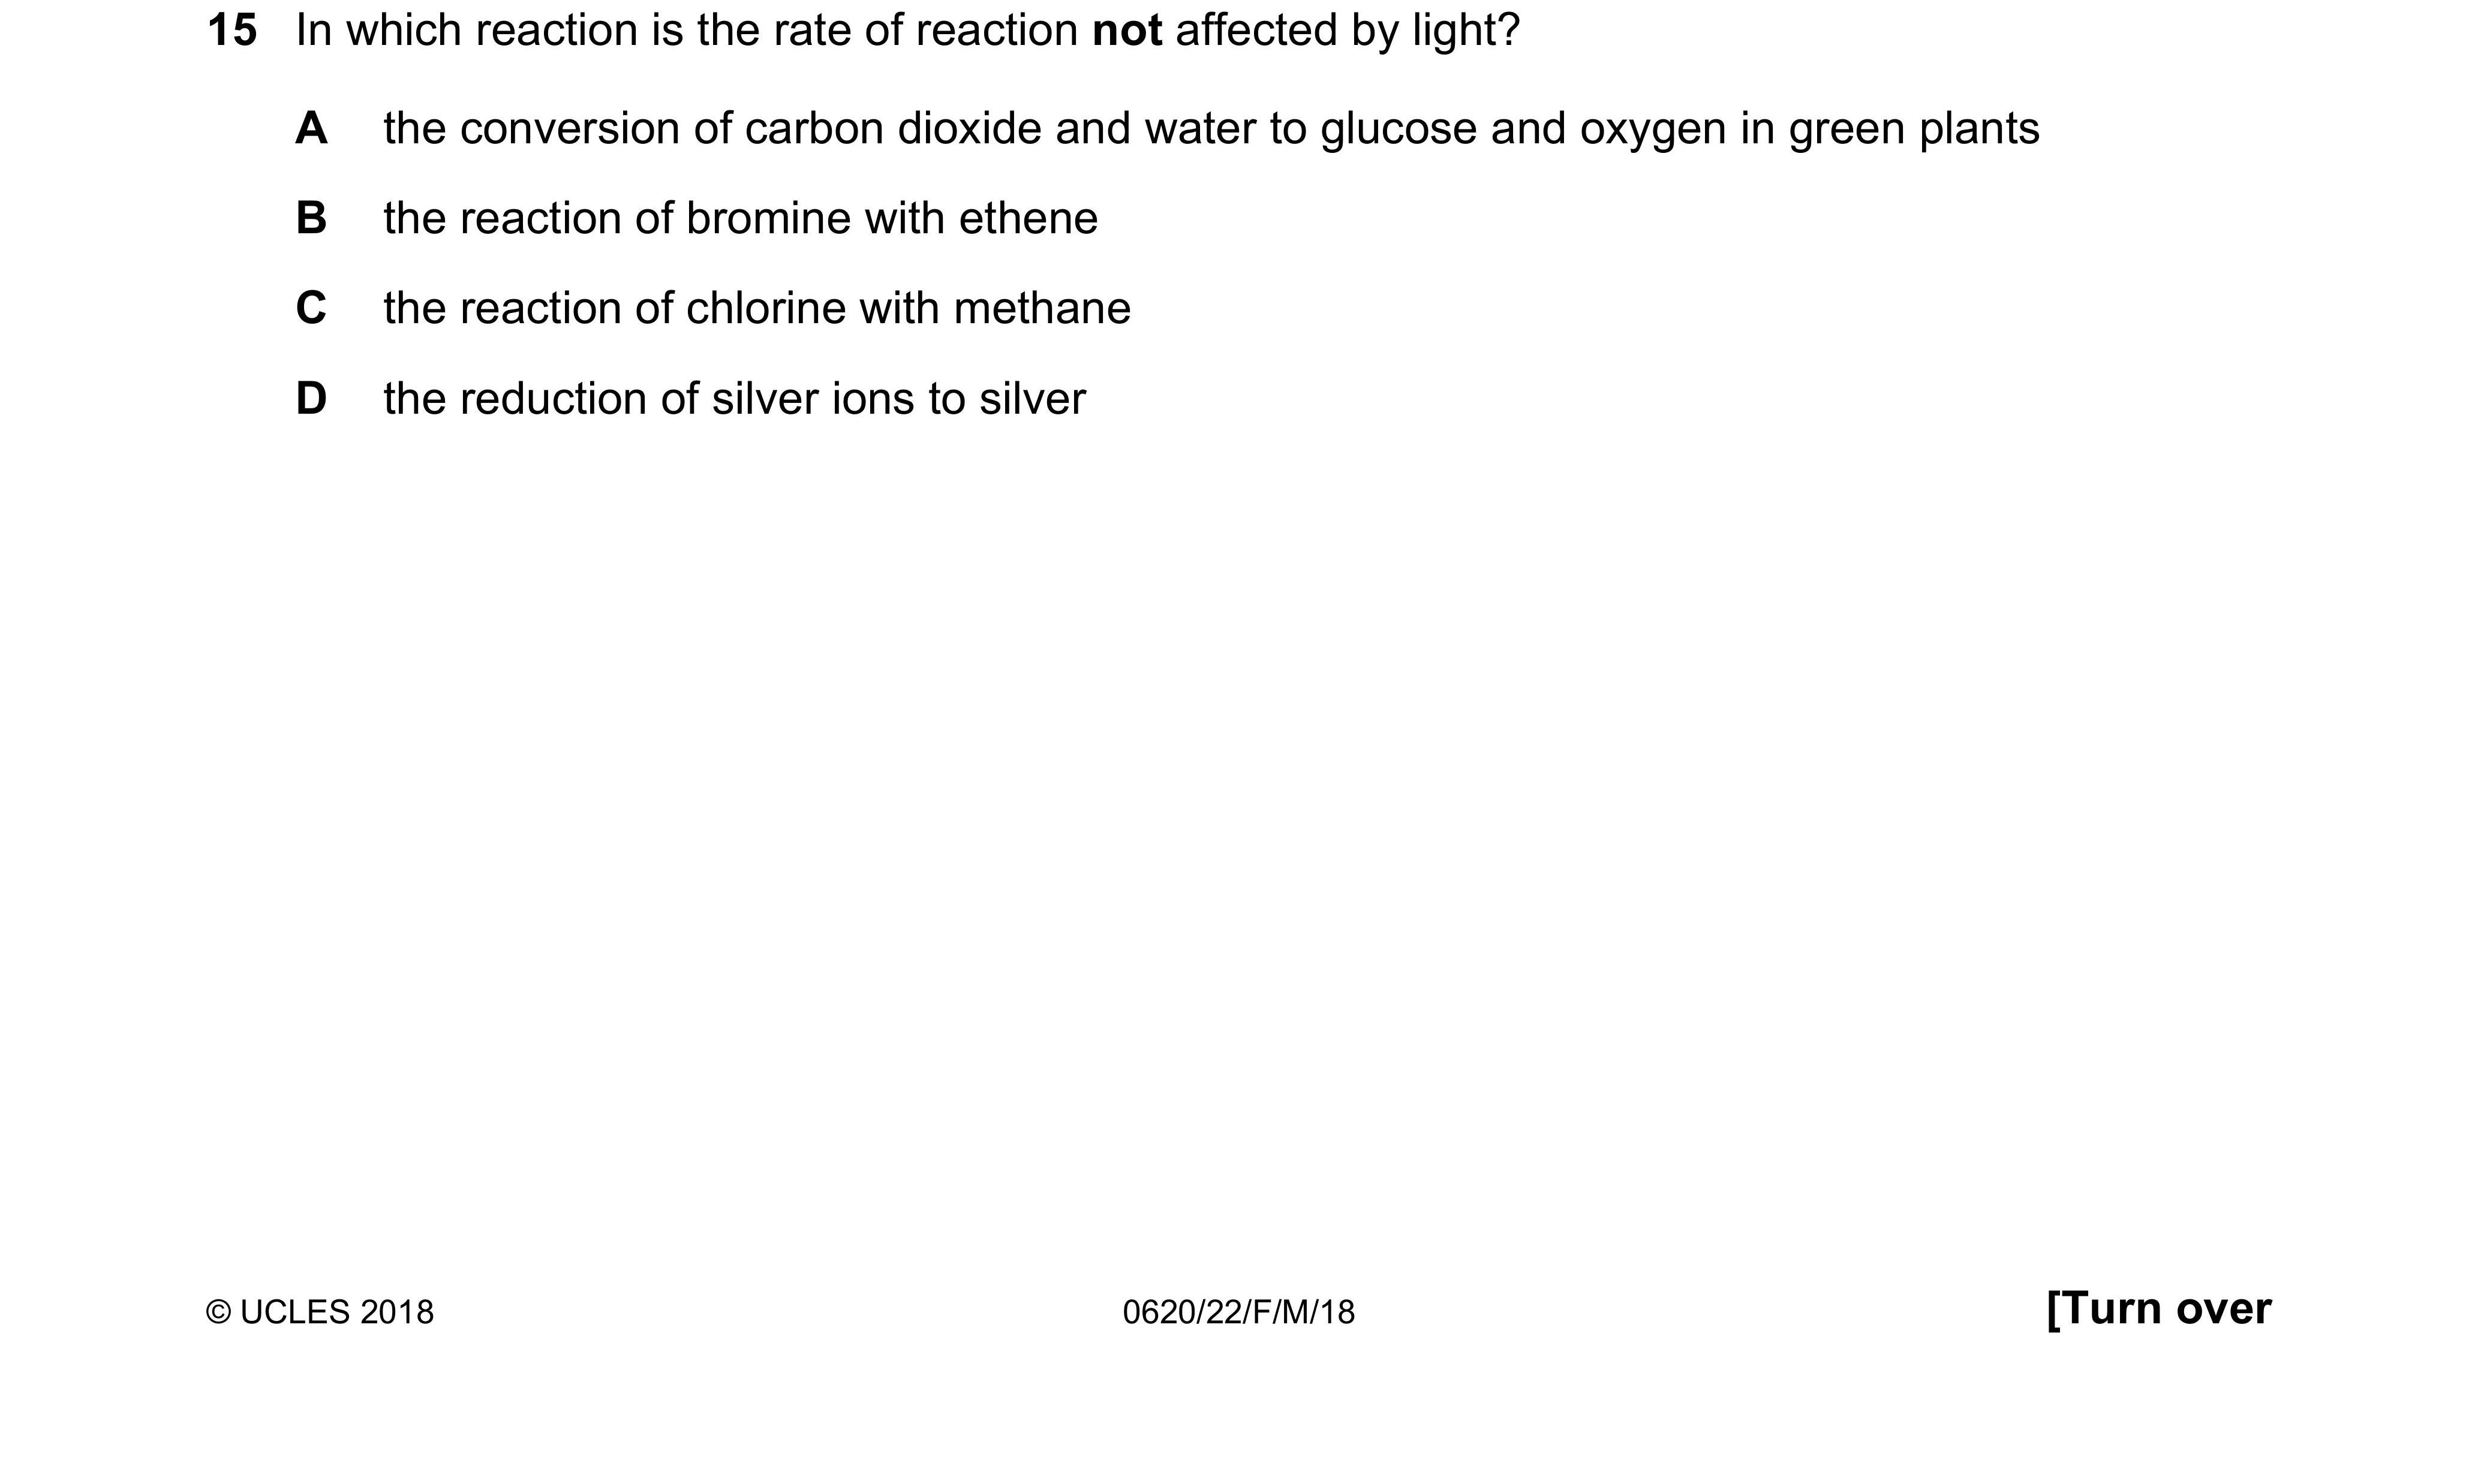 15 In which reaction is the rate of reaction not affected by light?
A the conversion of carbon dioxide and water to glucose and oxygen in green plants
B the reaction of bromine with ethene
C the reaction of chlorine with methane
D the reduction of silver ions to silver
© UCLES 2018 0620/22/F/M/18 [Turn over